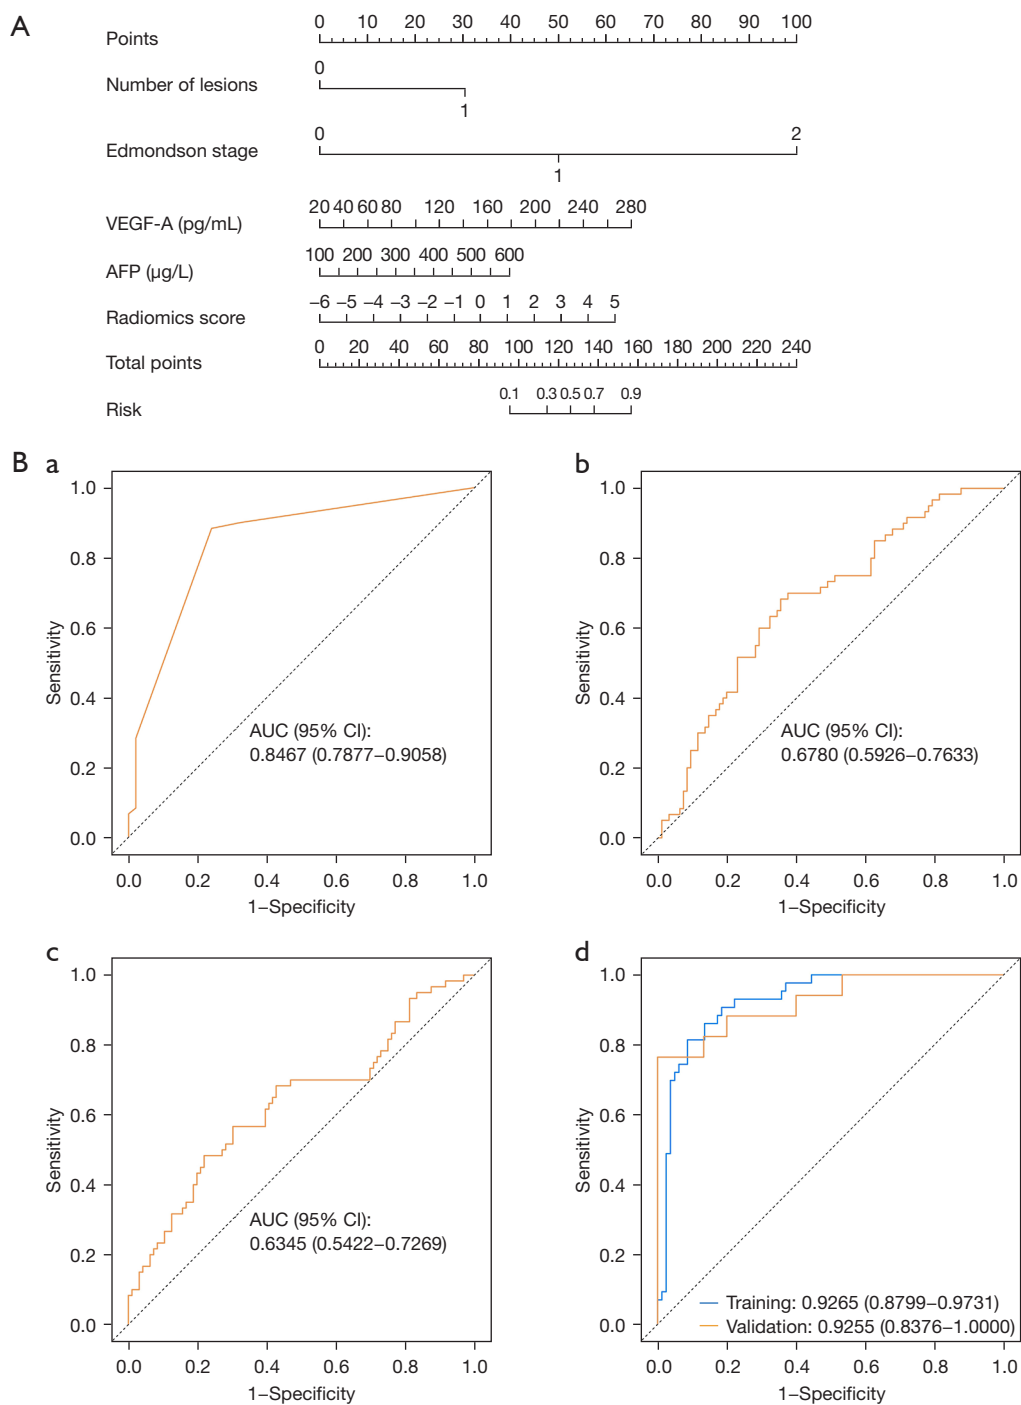 A
Points 0 10 20 30 40 50 60 70 80 90 100
Number of lesions 0 1
Edmondson stage 0 1 2
VEGF-A (pg/mL) 20 40 60 80 120 160 180 200 220 240 260 280
AFP (µg/L) 100 200 300 400 500 600
Radiomics score −6 −5 −4 −3 −2 −1 0 1 2 3 4 5
Total points 0 20 40 60 80 100 120 140 160 180 200 220 240
Risk 0.1 0.3 0.5 0.7 0.9
B
a
1.0
0.8
0.6
0.4
0.2
0.0
Sensitivity
AUC (95% CI):
0.8467 (0.7877−0.9058)
0.0 0.2 0.4 0.6 0.8 1.0
1−Specificity
b
1.0
0.8
0.6
0.4
0.2
0.0
Sensitivity
AUC (95% CI):
0.6780 (0.5926−0.7633)
0.0 0.2 0.4 0.6 0.8 1.0
1−Specificity
c
1.0
0.8
0.6
0.4
0.2
0.0
Sensitivity
AUC (95% CI):
0.6345 (0.5422−0.7269)
0.0 0.2 0.4 0.6 0.8 1.0
1−Specificity
d
1.0
0.8
0.6
0.4
0.2
0.0
Sensitivity
Training: 0.9265 (0.8799−0.9731)
Validation: 0.9255 (0.8376−1.0000)
0.0 0.2 0.4 0.6 0.8 1.0
1−Specificity